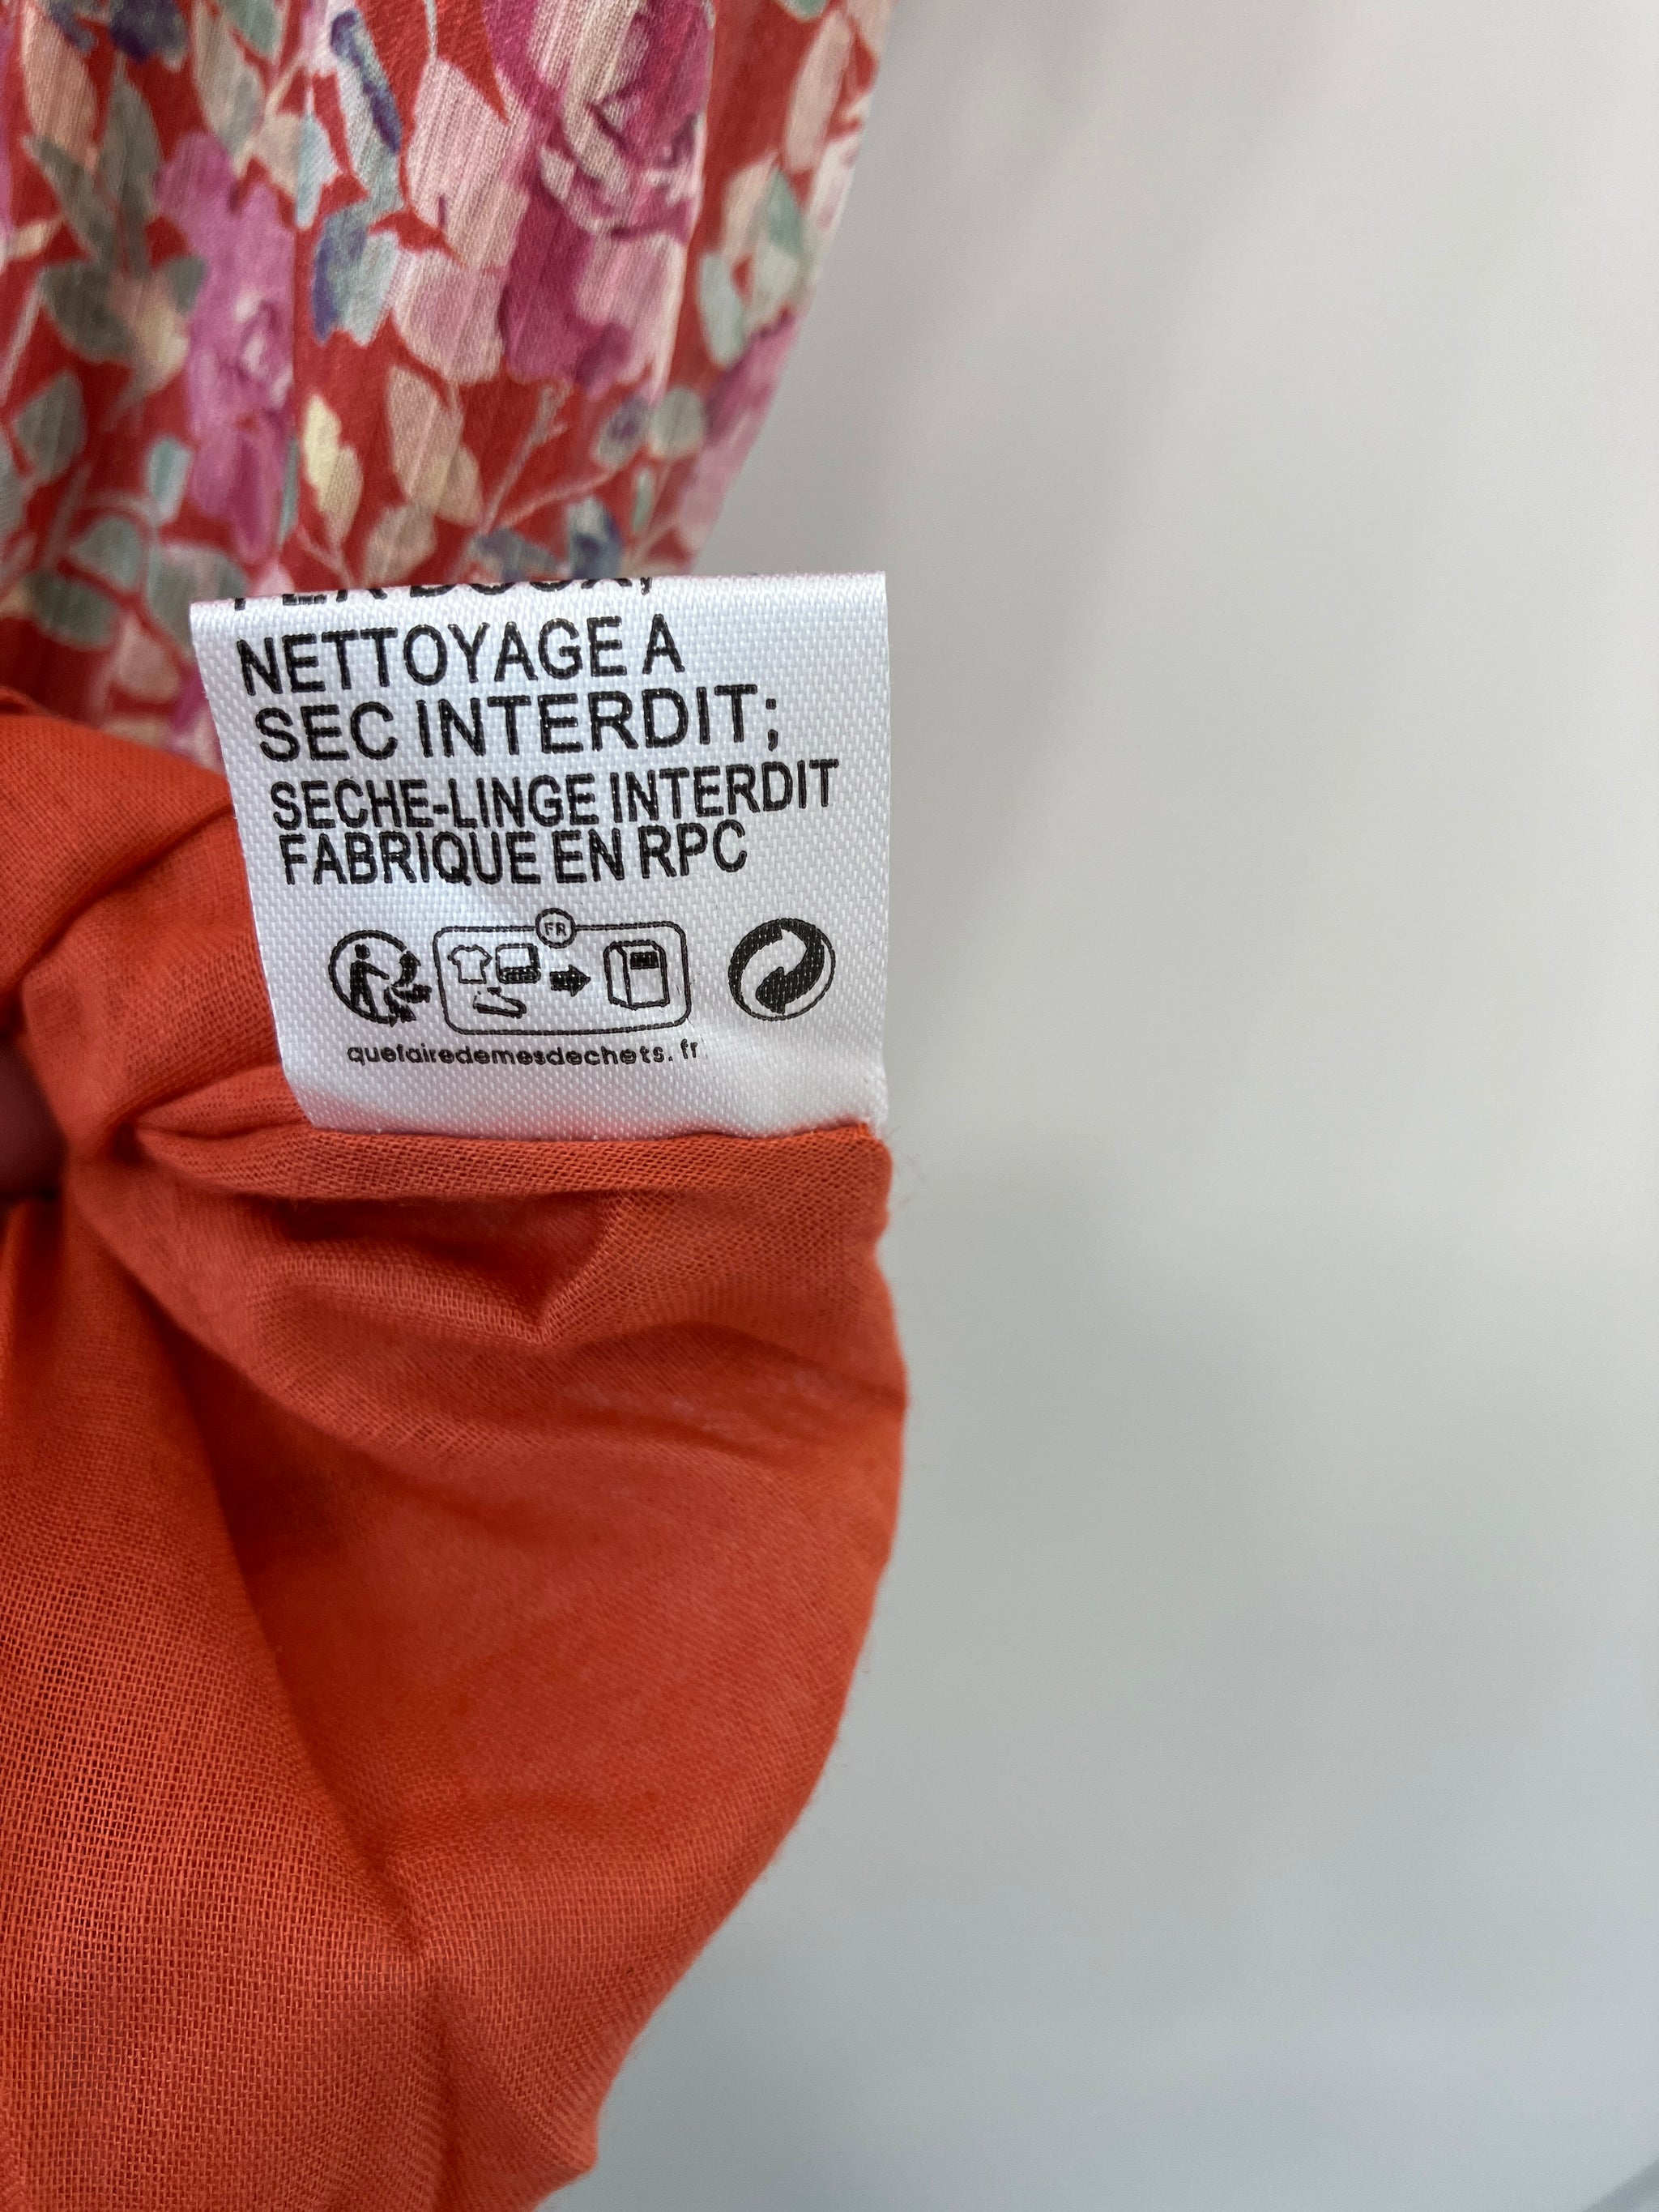 NETTOYAGE A
SEC INTERDIT;
SECHE-LINGE INTERDIT
FABRIQUE EN RPC
FR
quefairedemesdechets.fr